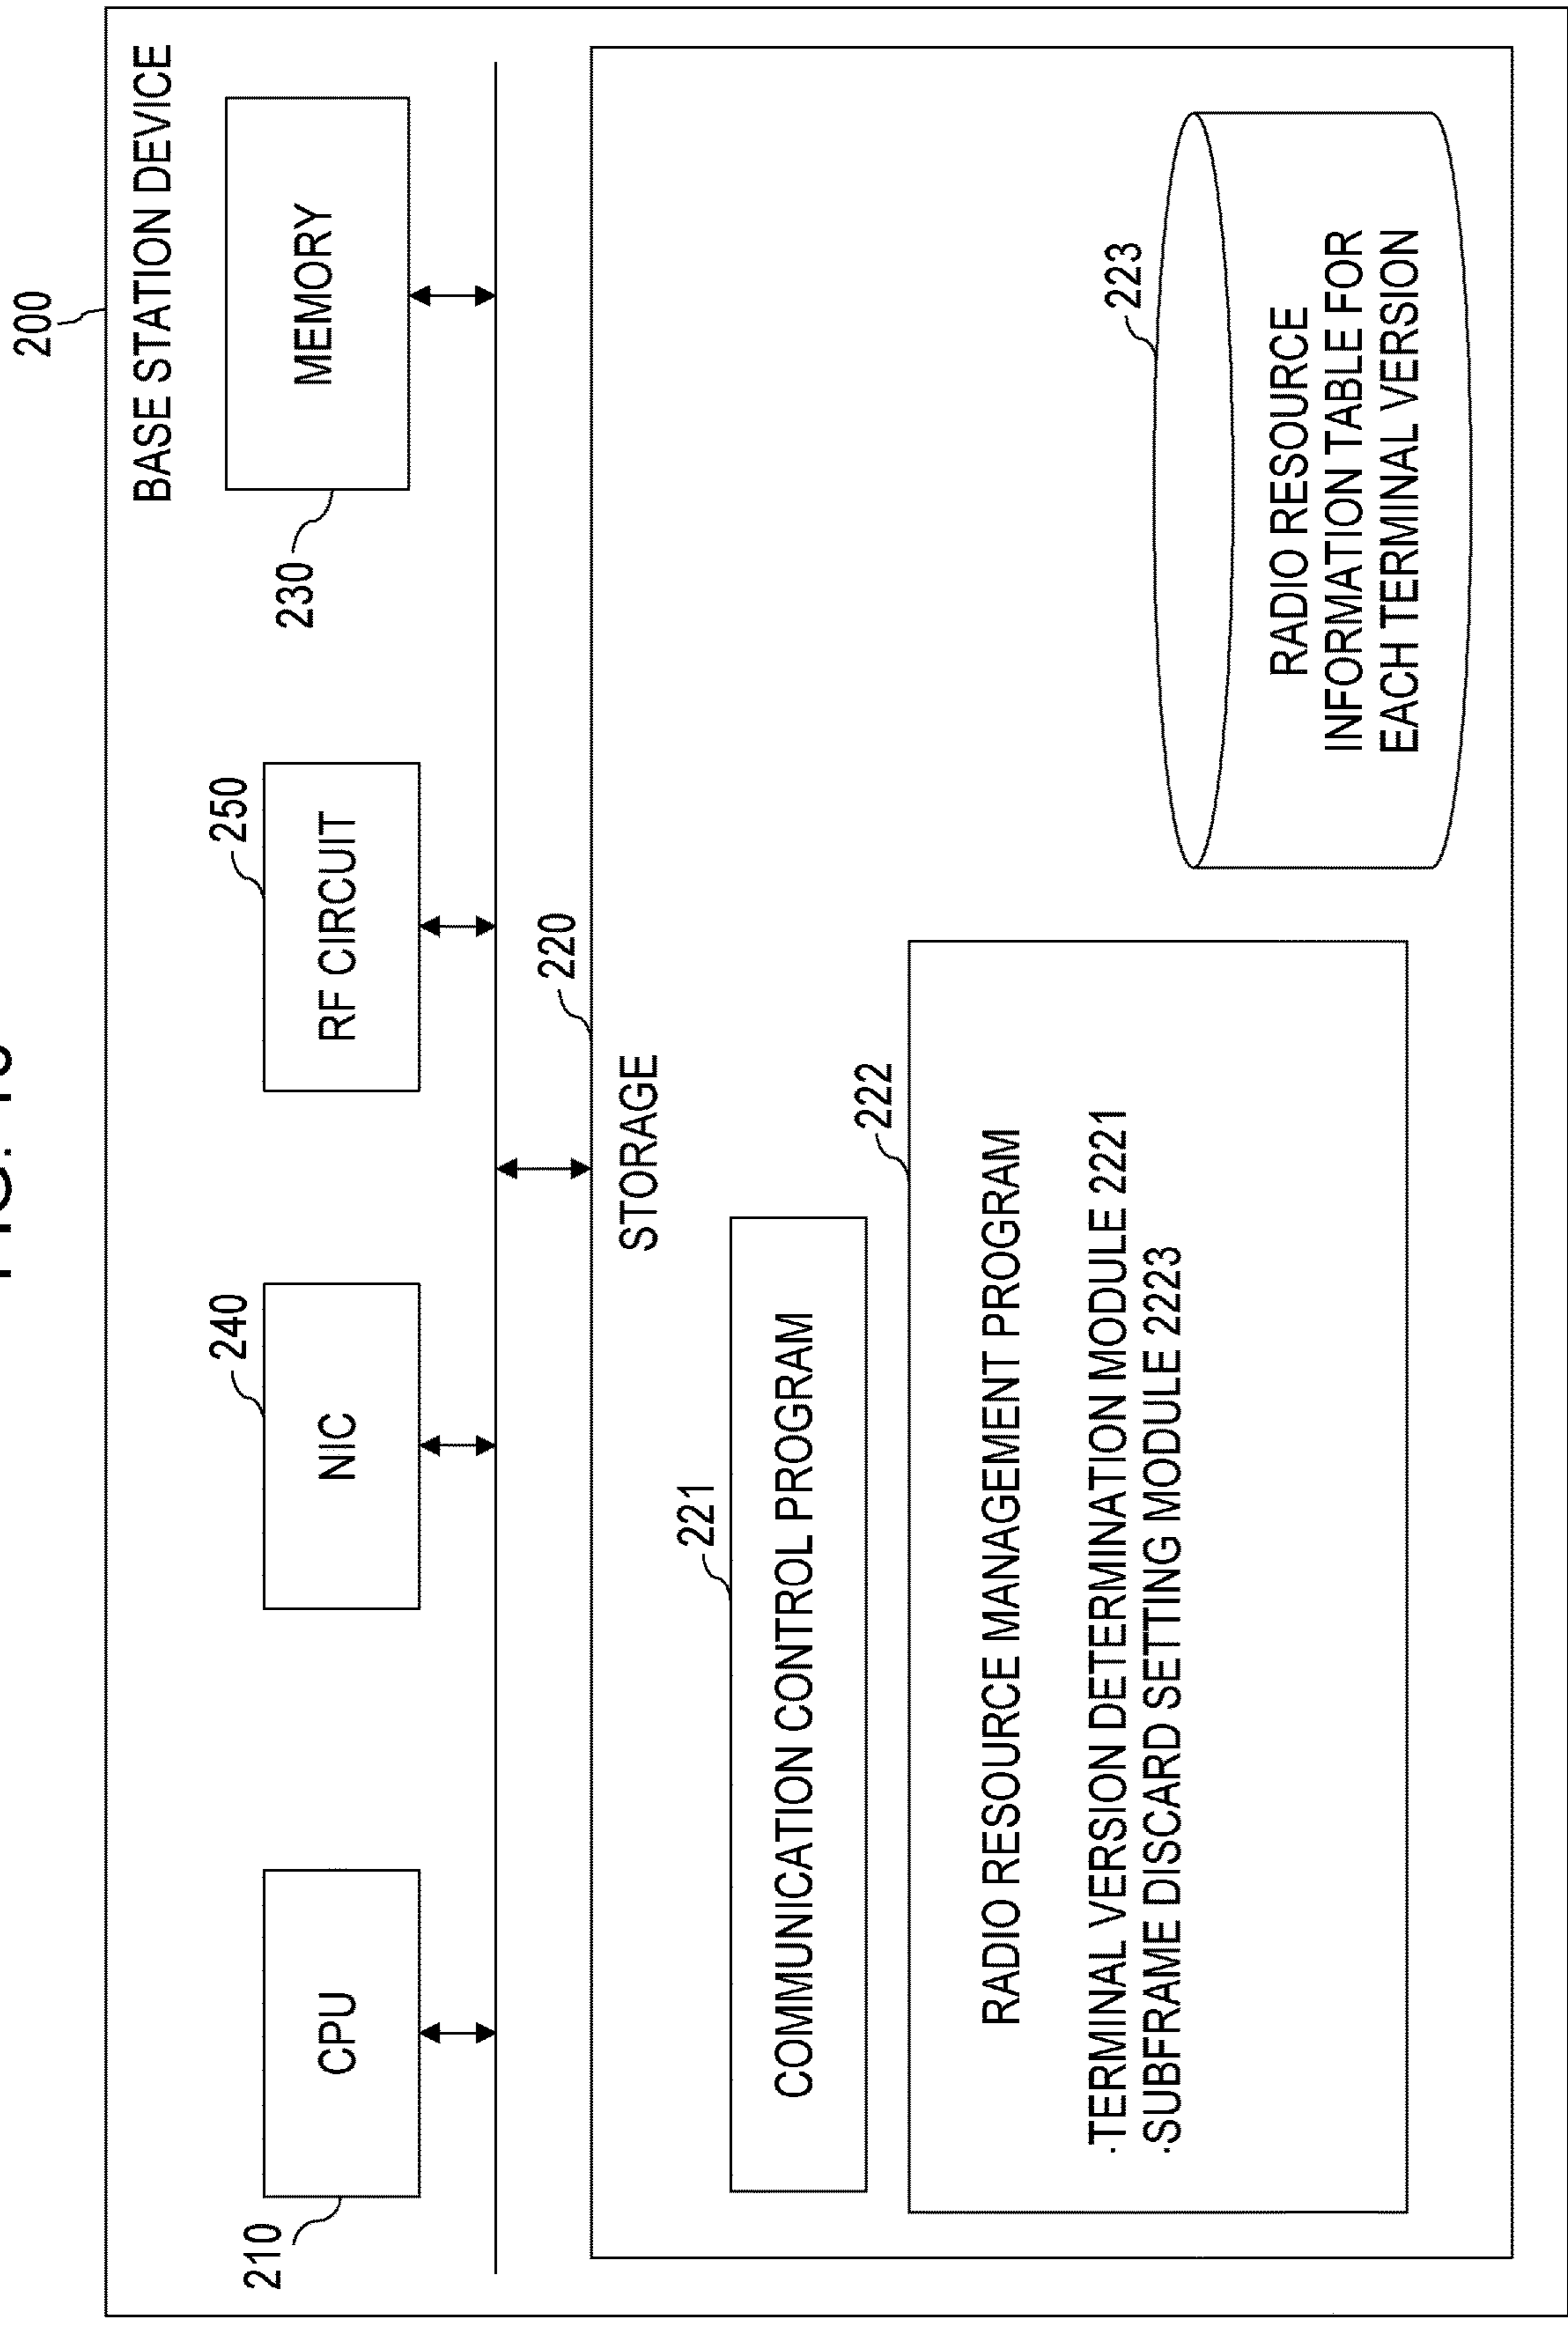 200
BASE STATION DEVICE
210
CPU
240
NIC
250
RF CIRCUIT
230
MEMORY
220
STORAGE
221
COMMUNICATION CONTROL PROGRAM
222
RADIO RESOURCE MANAGEMENT PROGRAM
·TERMINAL VERSION DETERMINATION MODULE 2221
·SUBFRAME DISCARD SETTING MODULE 2223
223
RADIO RESOURCE
INFORMATION TABLE FOR
EACH TERMINAL VERSION